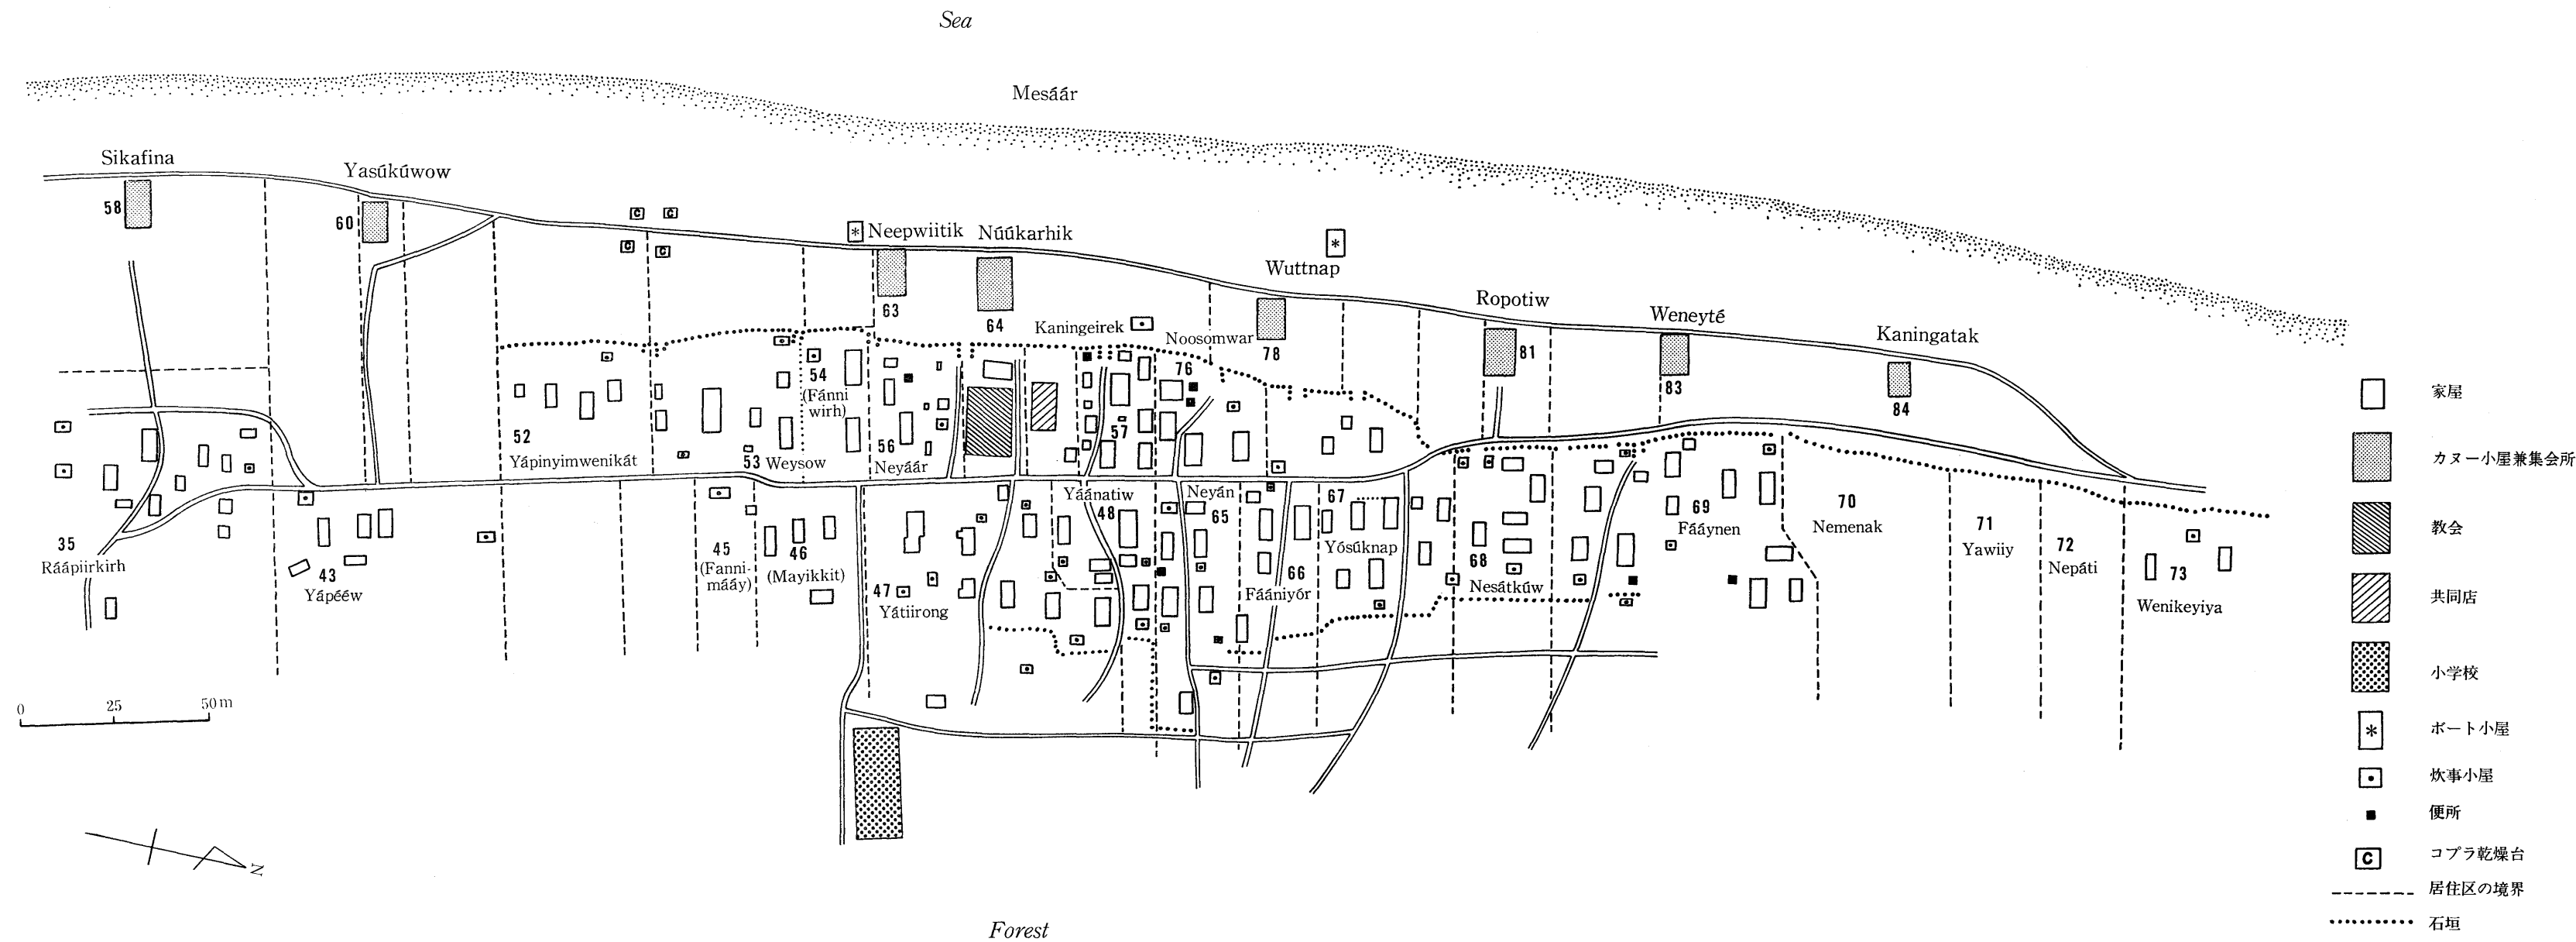 Sea
Mesáár
Sikafina
58
Yasúkúwow
60
C
C
C
C
*
Neepwiitik
63
Núúkarhik
64
*
Wuttnap
78
Ropotiw
81
Weneyté
83
Kaningatak
84
Kaningeirek
Noosomwar
76
54
(Fánni
wirh)
52
Yápinyimwenikát
53 Weysow
56
Neyáár
57
35
Ráápiirkirh
43
Yápééw
45
(Fanni-
mááy)
46
(Mayikkit)
47
Yátiirong
Yáánatiw
48
Neyán
65
66
Fáániyór
67
Yósúknap
68
Nesátkúw
69
Fááynen
70
Nemenak
71
Yawiiy
72
Nepáti
73
Wenikeyiya
0 25 50 m
N
Forest
家屋
カヌー小屋兼集会所
教会
共同店
小学校
* ボート小屋
炊事小屋
便所
C コプラ乾燥台
居住区の境界
石垣